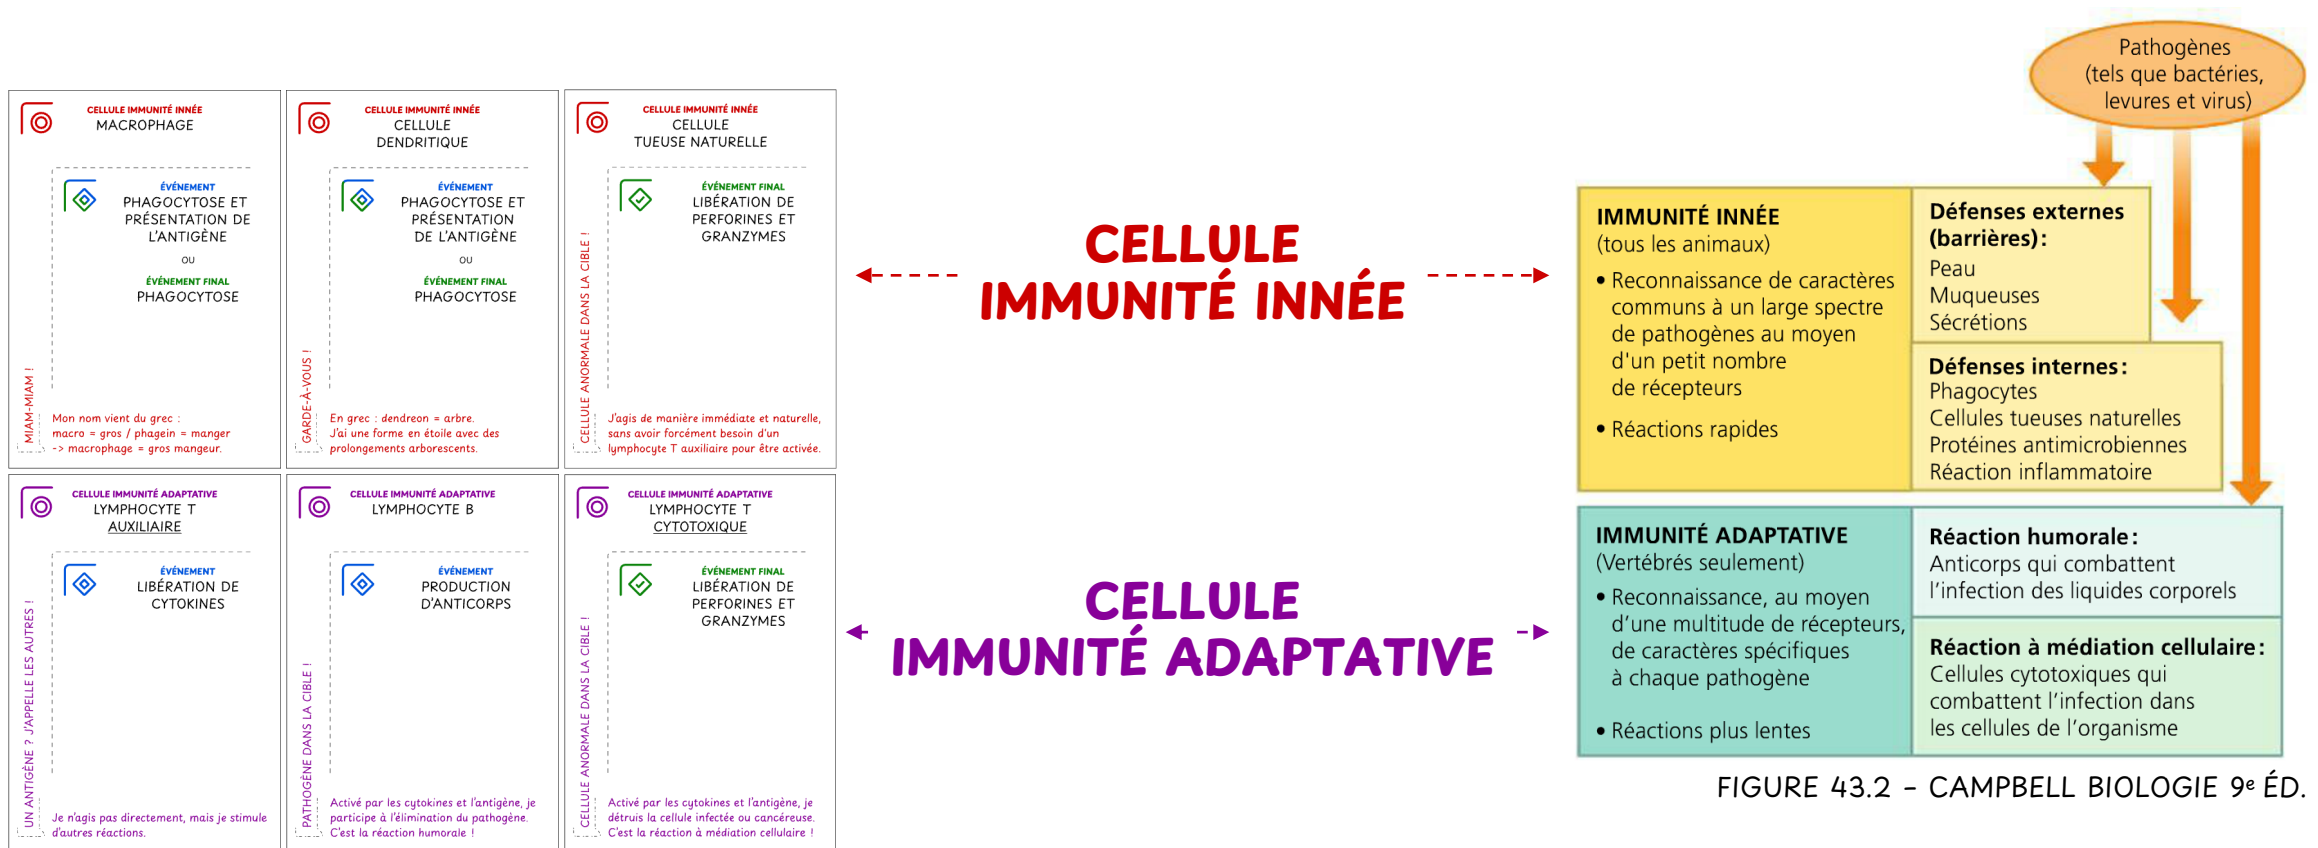 CELLULE IMMUNITÉ INNÉE
MACROPHAGE
ÉVÉNEMENT
PHAGOCYTOSE ET
PRÉSENTATION DE
L'ANTIGÈNE
OU
ÉVÉNEMENT FINAL
PHAGOCYTOSE
MIAM-MIAM !
Mon nom vient du grec :
macro = gros / phagein = manger
-> macrophage = gros mangeur.
CELLULE IMMUNITÉ INNÉE
CELLULE
DENDRITIQUE
ÉVÉNEMENT
PHAGOCYTOSE ET
PRÉSENTATION
DE L'ANTIGÈNE
OU
ÉVÉNEMENT FINAL
PHAGOCYTOSE
GARDE-À-VOUS !
En grec : dendreon = arbre.
J'ai une forme en étoile avec des
prolongements arborescents.
CELLULE IMMUNITÉ INNÉE
CELLULE
TUEUSE NATURELLE
ÉVÉNEMENT FINAL
LIBÉRATION DE
PERFORINES ET
GRANZYMES
CELLULE ANORMALE DANS LA CIBLE !
J'agis de manière immédiate et naturelle,
sans avoir forcément besoin d'un
lymphocyte T auxiliaire pour être activée.
CELLULE IMMUNITÉ ADAPTATIVE
LYMPHOCYTE T
AUXILIAIRE
ÉVÉNEMENT
LIBÉRATION DE
CYTOKINES
UN ANTIGÈNE ? J'APPELLE LES AUTRES !
Je n'agis pas directement, mais je stimule
d'autres réactions.
CELLULE IMMUNITÉ ADAPTATIVE
LYMPHOCYTE B
ÉVÉNEMENT
PRODUCTION
D'ANTICORPS
PATHOGÈNE DANS LA CIBLE !
Activé par les cytokines et l'antigène, je
participe à l'élimination du pathogène.
C'est la réaction humorale !
CELLULE IMMUNITÉ ADAPTATIVE
LYMPHOCYTE T
CYTOTOXIQUE
ÉVÉNEMENT FINAL
LIBÉRATION DE
PERFORINES ET
GRANZYMES
CELLULE ANORMALE DANS LA CIBLE !
Activé par les cytokines et l'antigène, je
détruis la cellule infectée ou cancéreuse.
C'est la réaction à médiation cellulaire !
CELLULE
IMMUNITÉ INNÉE
CELLULE
IMMUNITÉ ADAPTATIVE
Pathogènes
(tels que bactéries,
levures et virus)
IMMUNITÉ INNÉE
(tous les animaux)
• Reconnaissance de caractères
communs à un large spectre
de pathogènes au moyen
d'un petit nombre
de récepteurs
• Réactions rapides
Défenses externes
(barrières) :
Peau
Muqueuses
Sécrétions
Défenses internes :
Phagocytes
Cellules tueuses naturelles
Protéines antimicrobiennes
Réaction inflammatoire
IMMUNITÉ ADAPTATIVE
(Vertébrés seulement)
• Reconnaissance, au moyen
d'une multitude de récepteurs,
de caractères spécifiques
à chaque pathogène
• Réactions plus lentes
Réaction humorale :
Anticorps qui combattent
l'infection des liquides corporels
Réaction à médiation cellulaire :
Cellules cytotoxiques qui
combattent l'infection dans
les cellules de l'organisme
FIGURE 43.2 - CAMPBELL BIOLOGIE 9e ÉD.